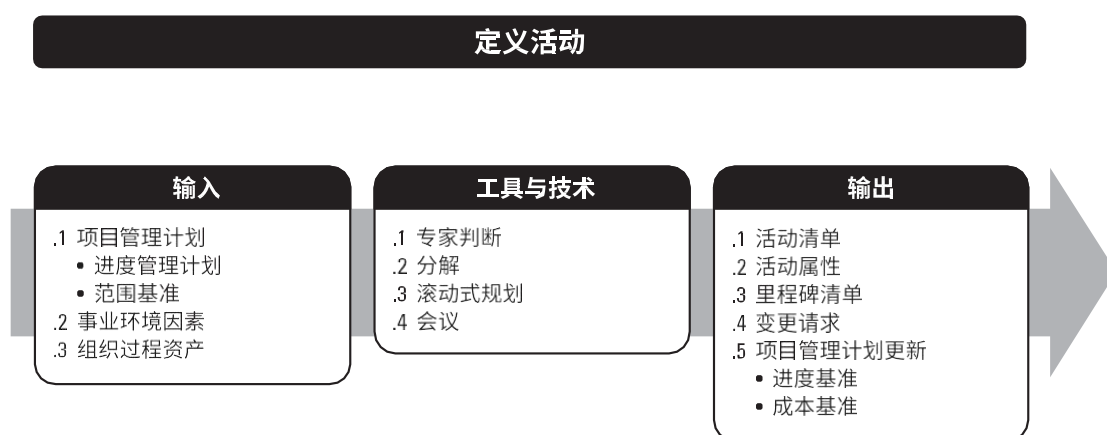 定义活动
输入
.1 项目管理计划
• 进度管理计划
• 范围基准
.2 事业环境因素
.3 组织过程资产
工具与技术
.1 专家判断
.2 分解
.3 滚动式规划
.4 会议
输出
.1 活动清单
.2 活动属性
.3 里程碑清单
.4 变更请求
.5 项目管理计划更新
• 进度基准
• 成本基准